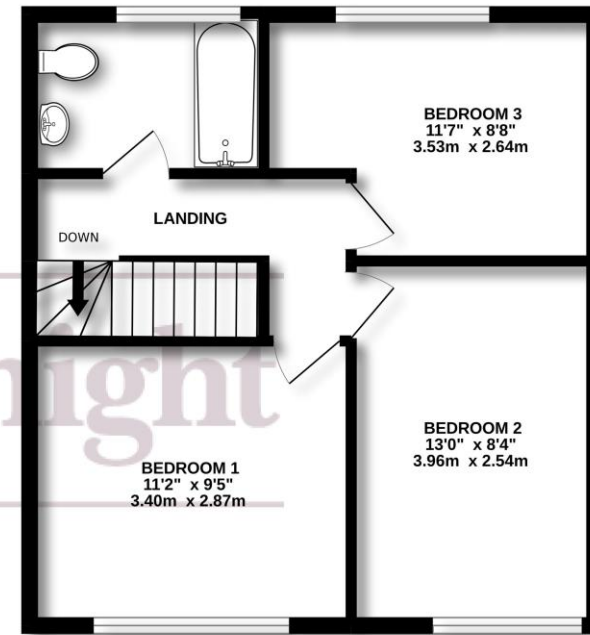 BEDROOM 3
11'7" x 8'8"
3.53m x 2.64m
LANDING
DOWN
BEDROOM 2
13'0" x 8'4"
3.96m x 2.54m
BEDROOM 1
11'2" x 9'5"
3.40m x 2.87m